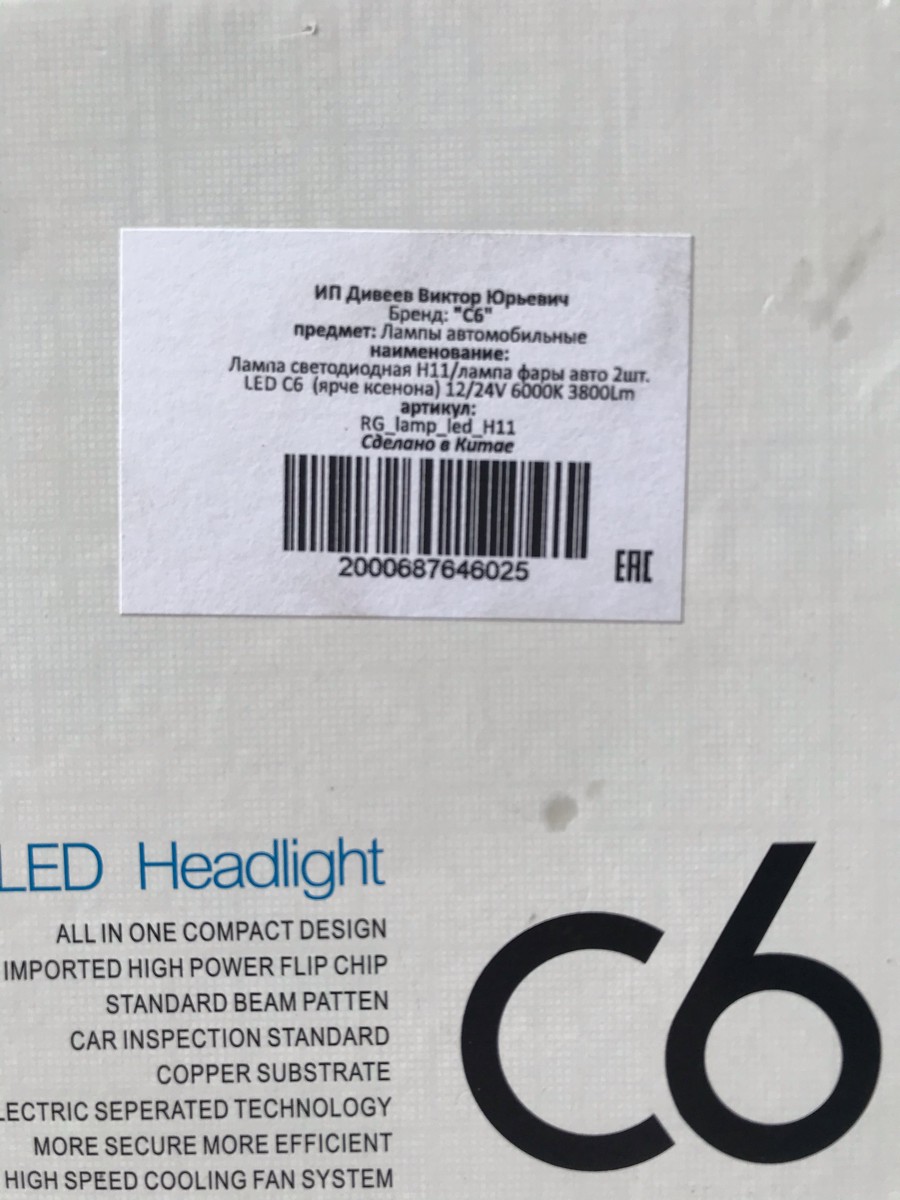 ИП Дивеев Виктор Юрьевич
Бренд: "C6"
предмет: Лампы автомобильные
наименование:
Лампа светодиодная H11/лампа фары авто 2шт.
LED C6 (ярче ксенона) 12/24V 6000K 3800Lm
артикул:
RG_lamp_led_H11
Сделано в Китае
2000687646025
EAC
LED Headlight
ALL IN ONE COMPACT DESIGN
IMPORTED HIGH POWER FLIP CHIP
STANDARD BEAM PATTEN
CAR INSPECTION STANDARD
COPPER SUBSTRATE
LECTRIC SEPERATED TECHNOLOGY
MORE SECURE MORE EFFICIENT
HIGH SPEED COOLING FAN SYSTEM
C6